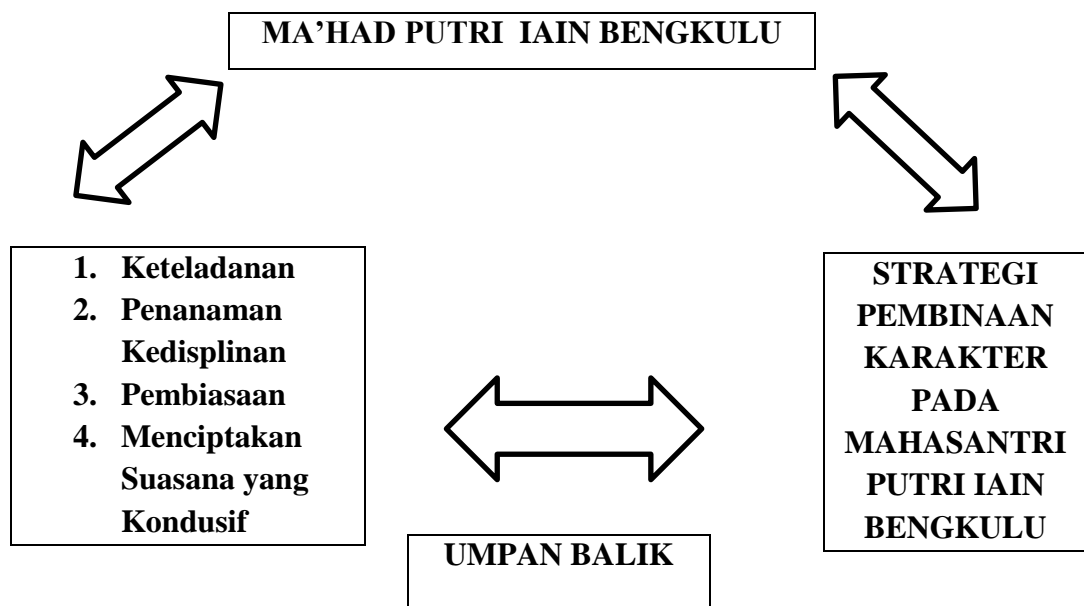 MA’HAD PUTRI IAIN BENGKULU
1. Keteladanan
2. Penanaman
Kedisplinan
3. Pembiasaan
4. Menciptakan
Suasana yang
Kondusif
STRATEGI
PEMBINAAN
KARAKTER
PADA
MAHASANTRI
PUTRI IAIN
BENGKULU
UMPAN BALIK